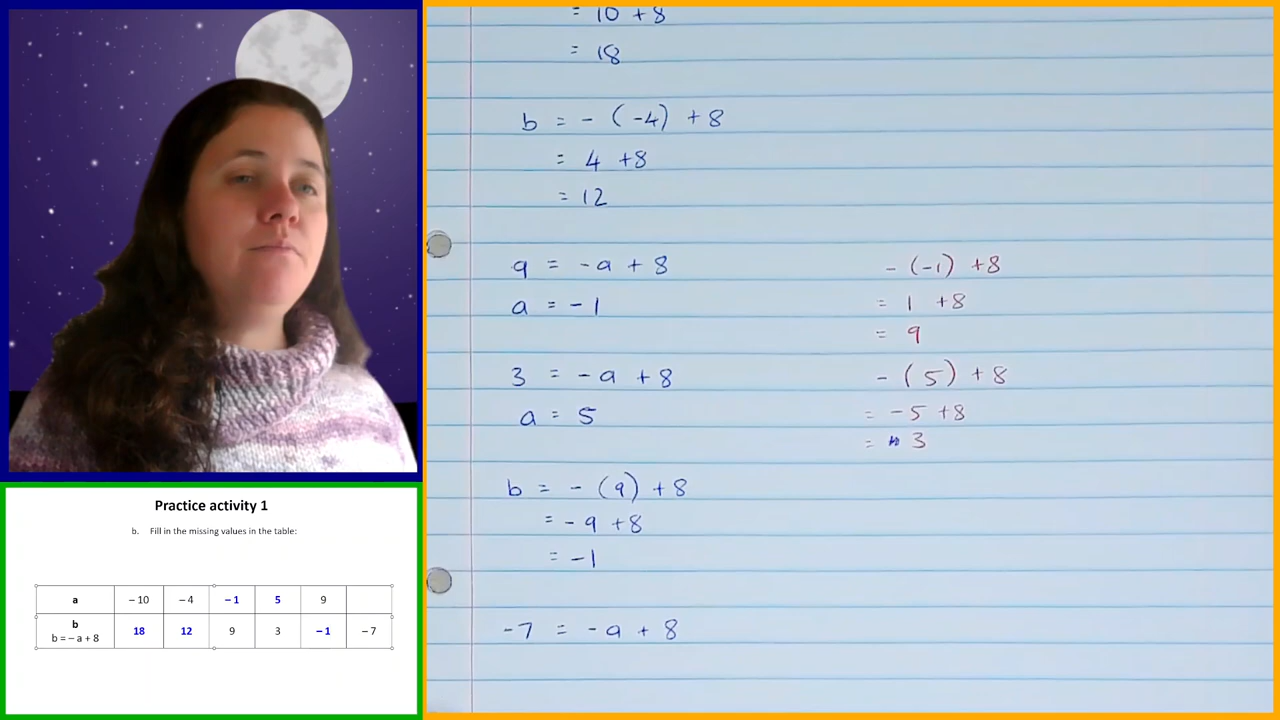 = 10 + 8
= 18
b = - (-4) + 8
= 4 + 8
= 12
9 = -a + 8
a = -1
- (-1) + 8
= 1 + 8
= 9
3 = -a + 8
a = 5
- (5) + 8
= -5 + 8
= 3
b = - (9) + 8
= -9 + 8
= -1
-7 = -a + 8
Practice activity 1
b. Fill in the missing values in the table:
a – 10 – 4 – 1 5 9
b
b = – a + 8 18 12 9 3 – 1 – 7